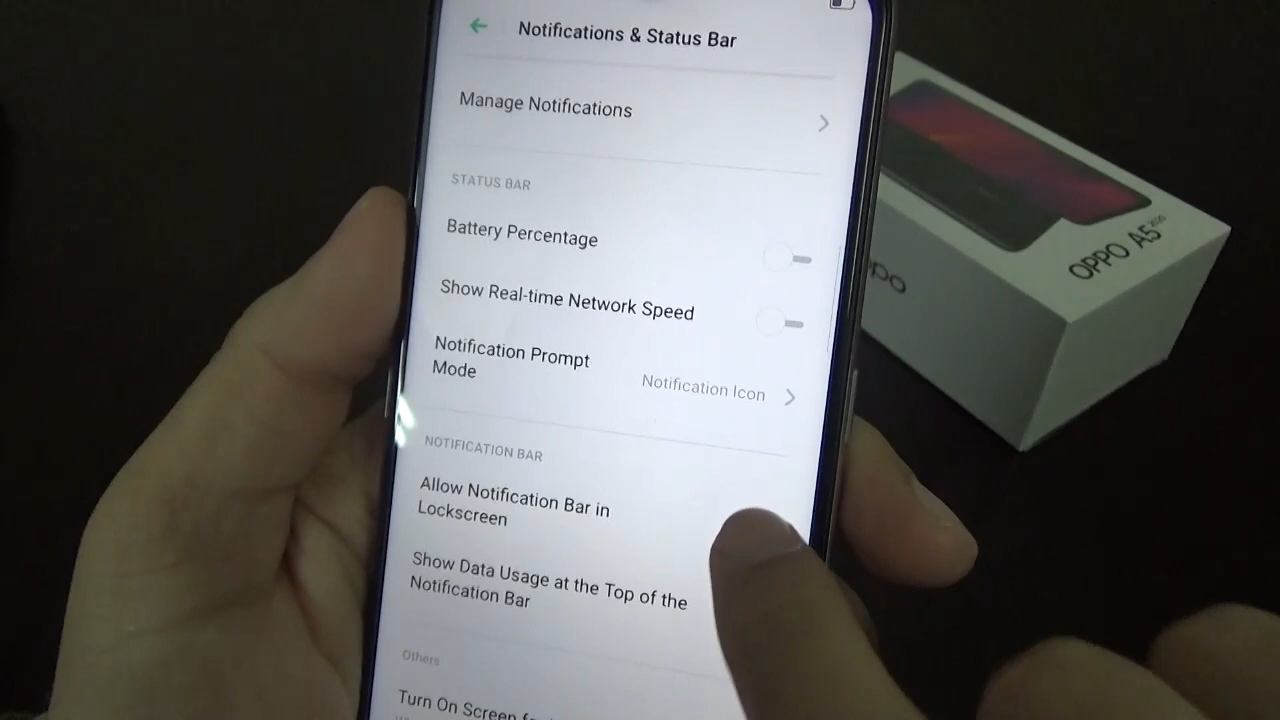 Notifications & Status Bar
Manage Notifications
STATUS BAR
Battery Percentage
Show Real-time Network Speed
Notification Prompt
Mode
Notification Icon
NOTIFICATION BAR
Allow Notification Bar in
Lockscreen
Show Data Usage at the Top of the
Notification Bar
Others
Turn On Screen
OPPO A5 2020